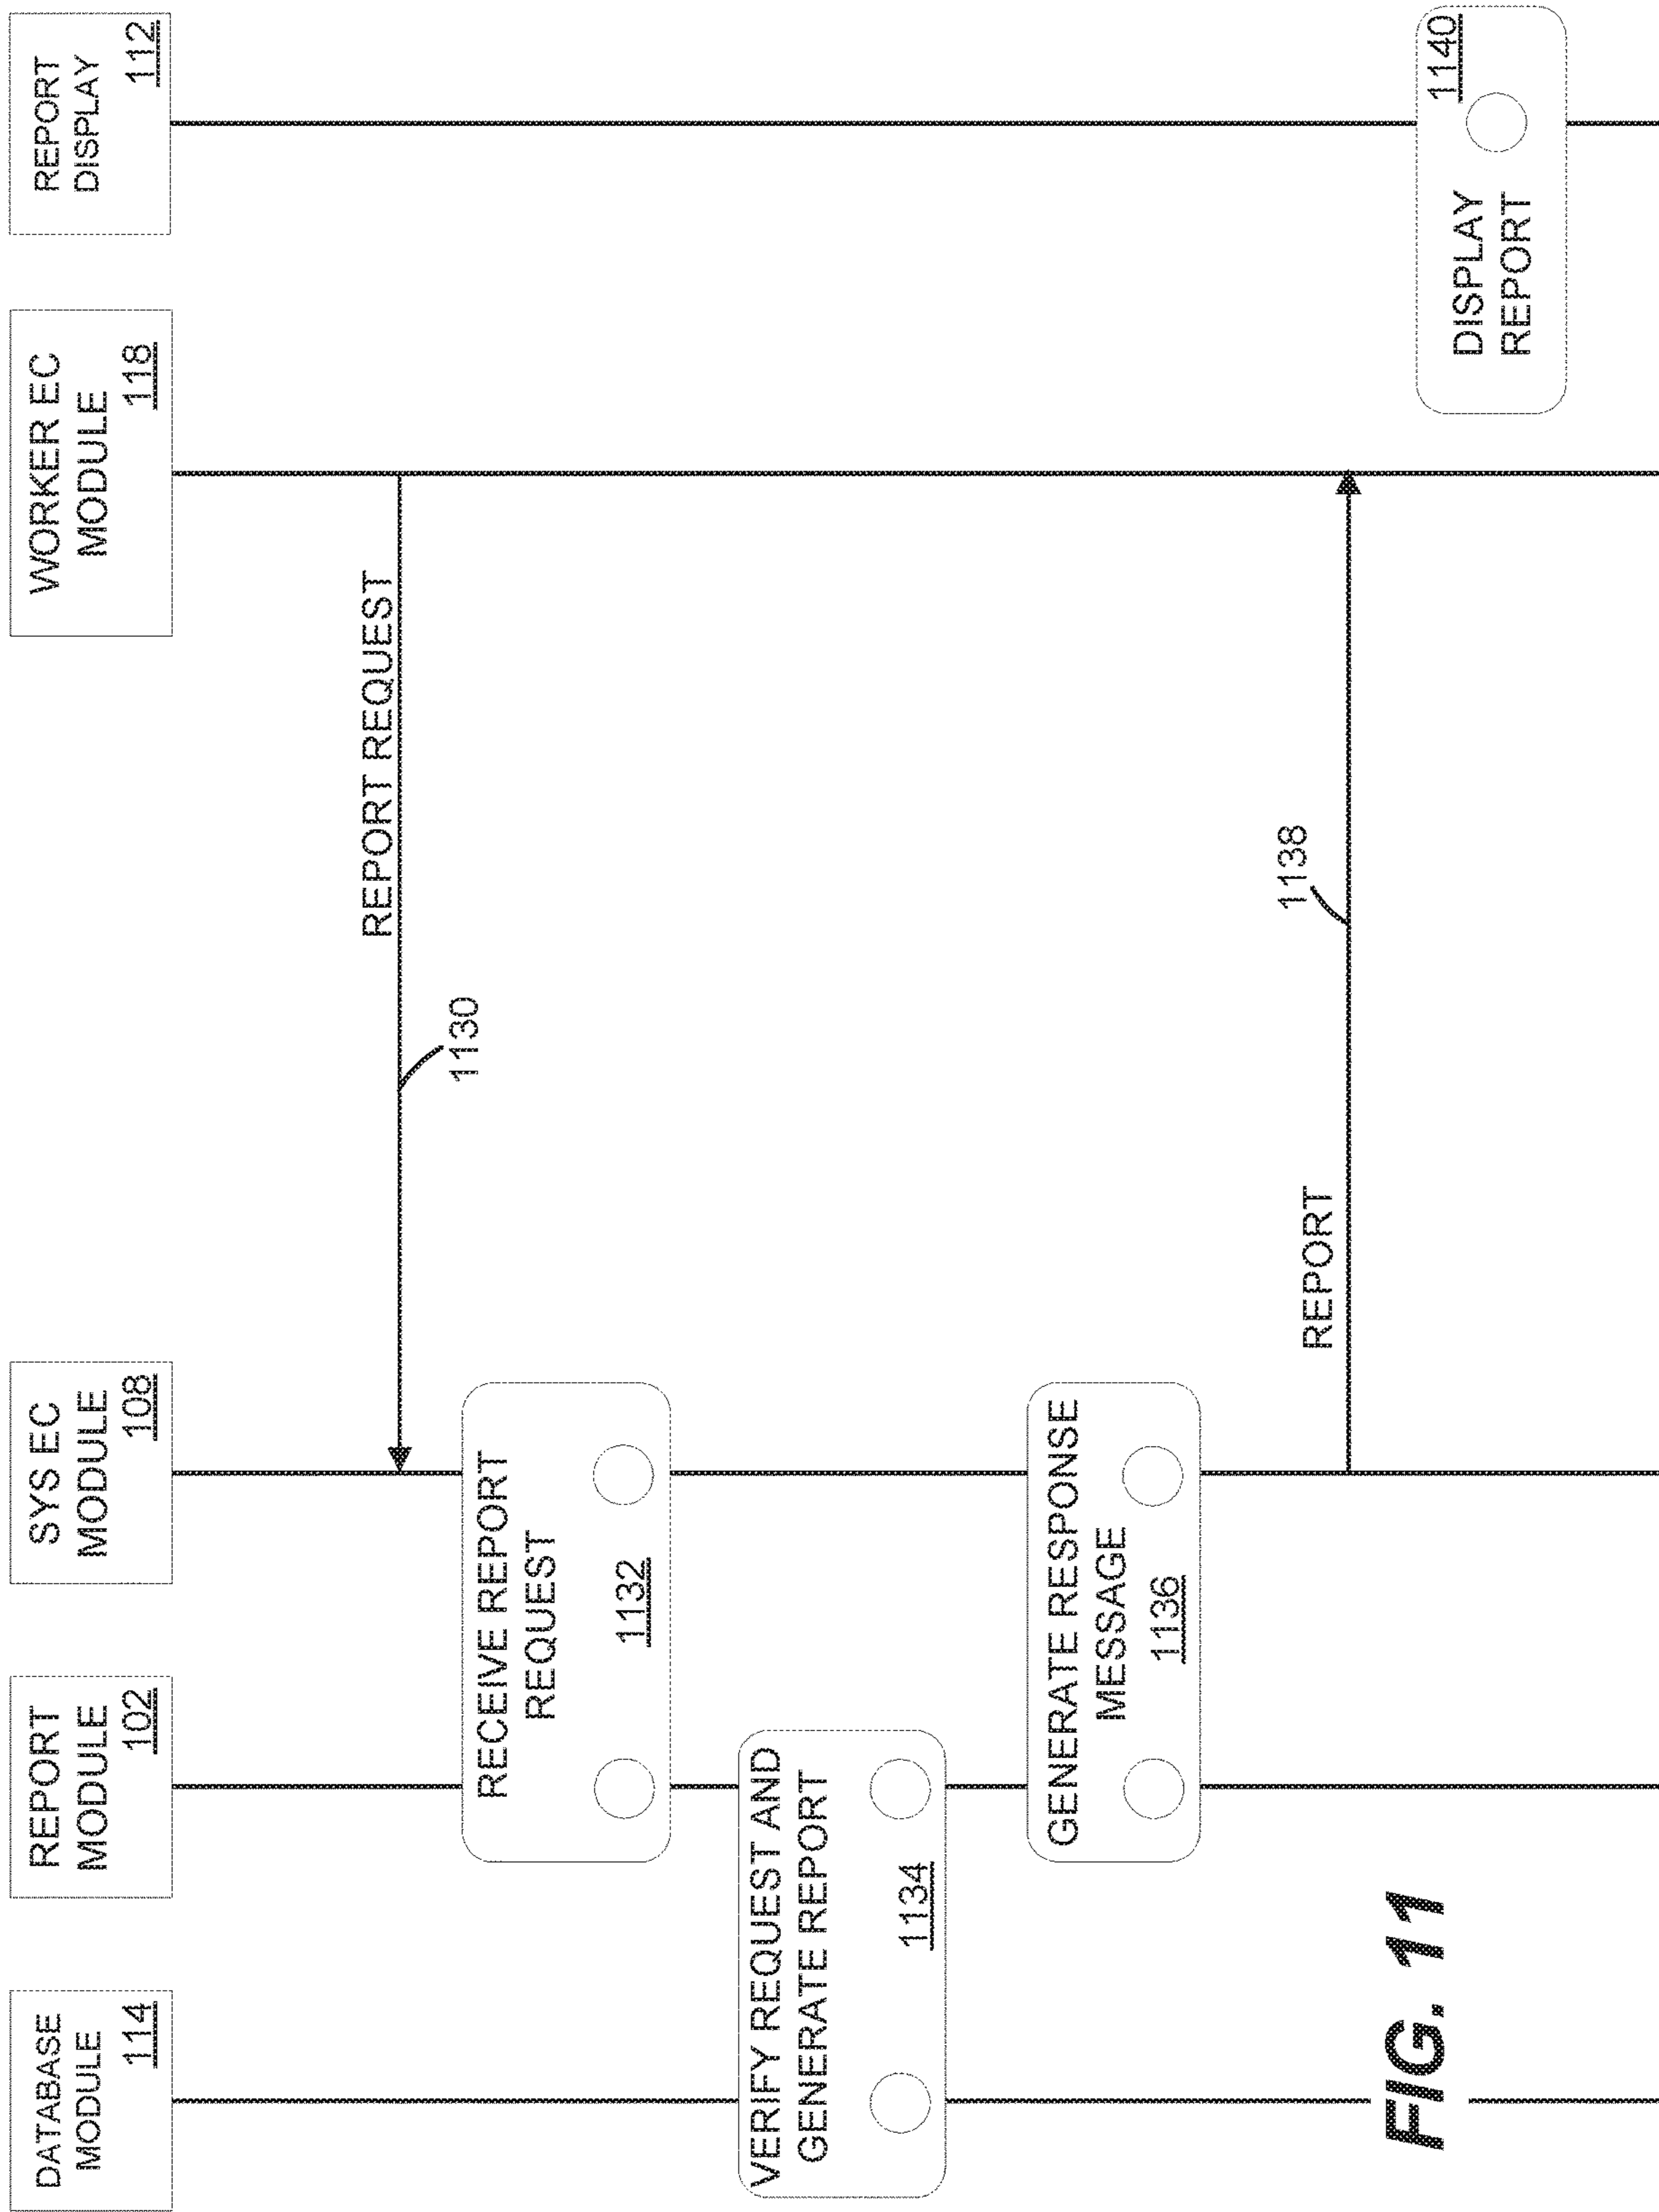 DATABASE
MODULE
114
REPORT
MODULE
102
SYS EC
MODULE
108
WORKER EC
MODULE
118
REPORT
DISPLAY
112
REPORT REQUEST
1130
RECEIVE REPORT
REQUEST
1132
VERIFY REQUEST AND
GENERATE REPORT
1134
GENERATE RESPONSE
MESSAGE
1136
REPORT
1138
DISPLAY
REPORT
1140
FIG. 11